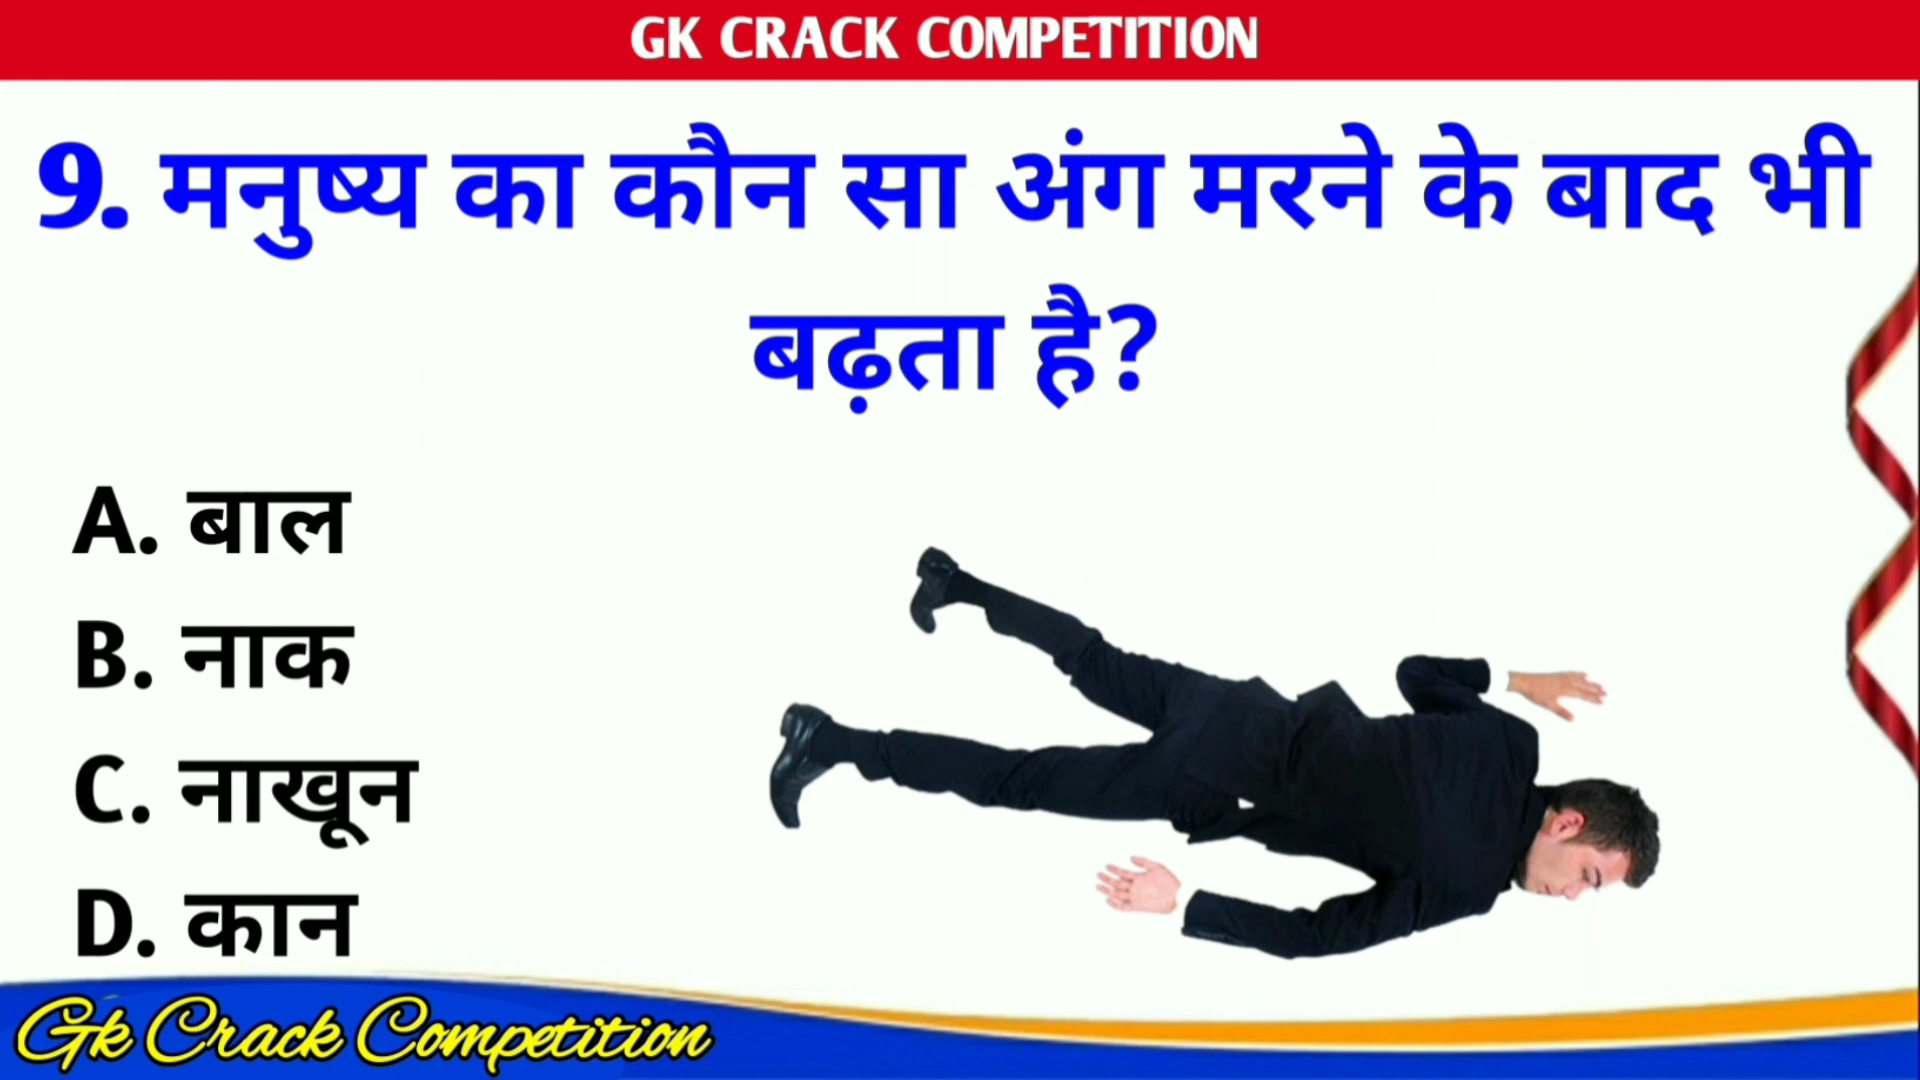 GK CRACK COMPETITION
9. मनुष्य का कौन सा अंग मरने के बाद भी
बढ़ता है?
A. बाल
B. नाक
C. नाखून
D. कान
Gk Crack Competition